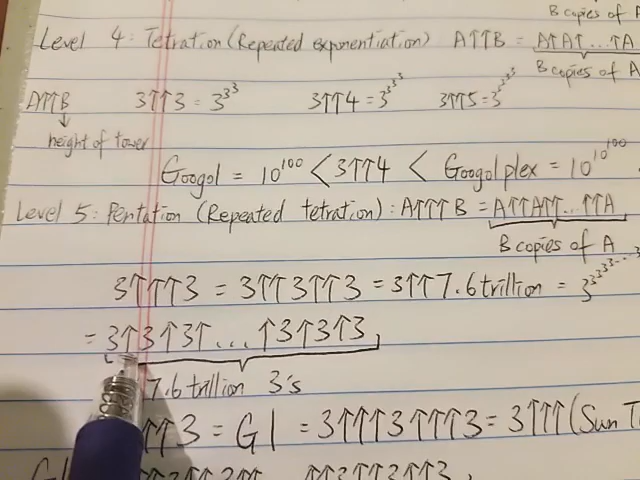 B copies of A
Level 4: Tetration (Repeated exponentiation) A↑↑B = A↑A↑...↑A
B copies of A
A↑↑B 3↑↑3 = 3^3^3 3↑↑4 = 3^3^3^3 3↑↑5 = 3^3^3^3^3
height of tower
Googol = 10^100 < 3↑↑4 < Googolplex = 10^10^100
Level 5: Pentation (Repeated tetration): A↑↑↑B = A↑↑A↑↑...↑↑A
B copies of A
3↑↑↑3 = 3↑↑3↑↑3 = 3↑↑7.6 trillion = 3^3^3^3^3...3
= 3↑3↑3↑...↑3↑3↑3,
7.6 trillion 3's
↑↑3 = G1 = 3↑↑↑3↑↑↑3 = 3↑↑↑(Sun T